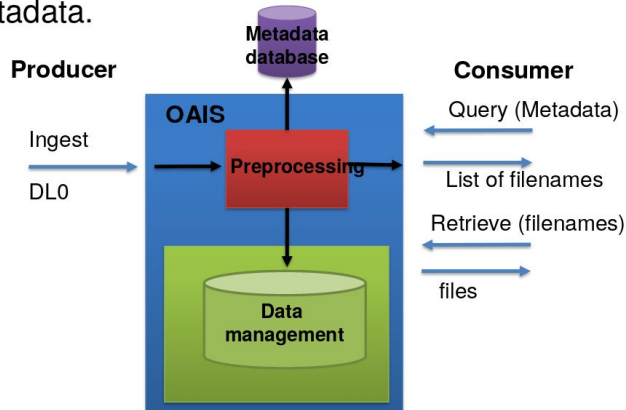 tadata.
Metadata
database
Producer
Consumer
OAIS
Query (Metadata)
Ingest
Preprocessing
List of filenames
DL0
Retrieve (filenames)
files
Data
management